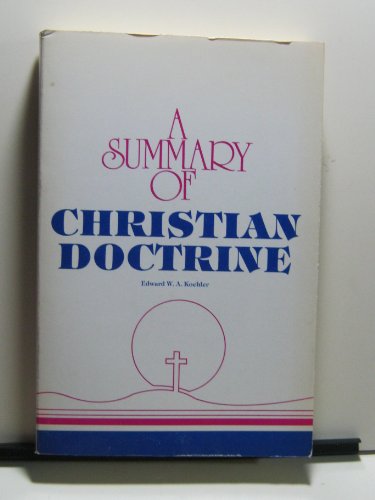 A
SUMMARY
OF
CHRISTIAN
DOCTRINE
Edward W. A. Koehler